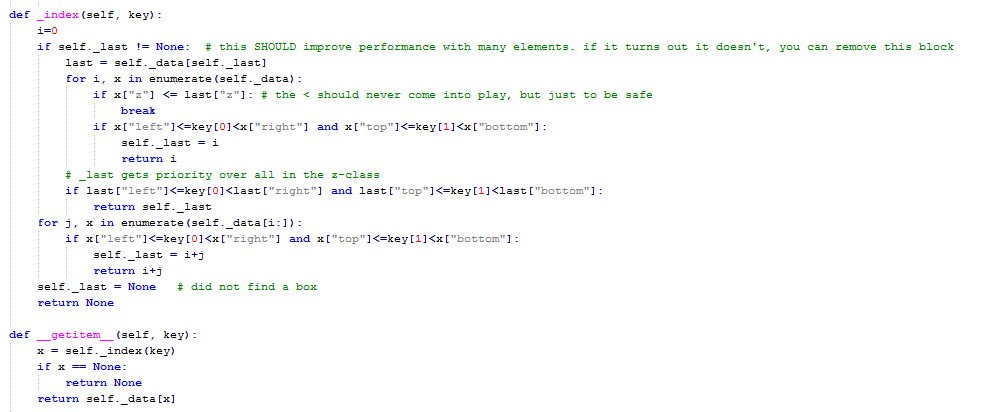 def _index(self, key):
    i=0
    if self._last != None:  # this SHOULD improve performance with many elements. if it turns out it doesn't, you can remove this block
        last = self._data[self._last]
        for i, x in enumerate(self._data):
            if x["z"] <= last["z"]: # the < should never come into play, but just to be safe
                break
            if x["left"]<=key[0]<x["right"] and x["top"]<=key[1]<x["bottom"]:
                self._last = i
                return i
        # _last gets priority over all in the z-class
        if last["left"]<=key[0]<last["right"] and last["top"]<=key[1]<last["bottom"]:
            return self._last
    for j, x in enumerate(self._data[i:]):
        if x["left"]<=key[0]<x["right"] and x["top"]<=key[1]<x["bottom"]:
            self._last = i+j
            return i+j
    self._last = None   # did not find a box
    return None

def __getitem__(self, key):
    x = self._index(key)
    if x == None:
        return None
    return self._data[x]